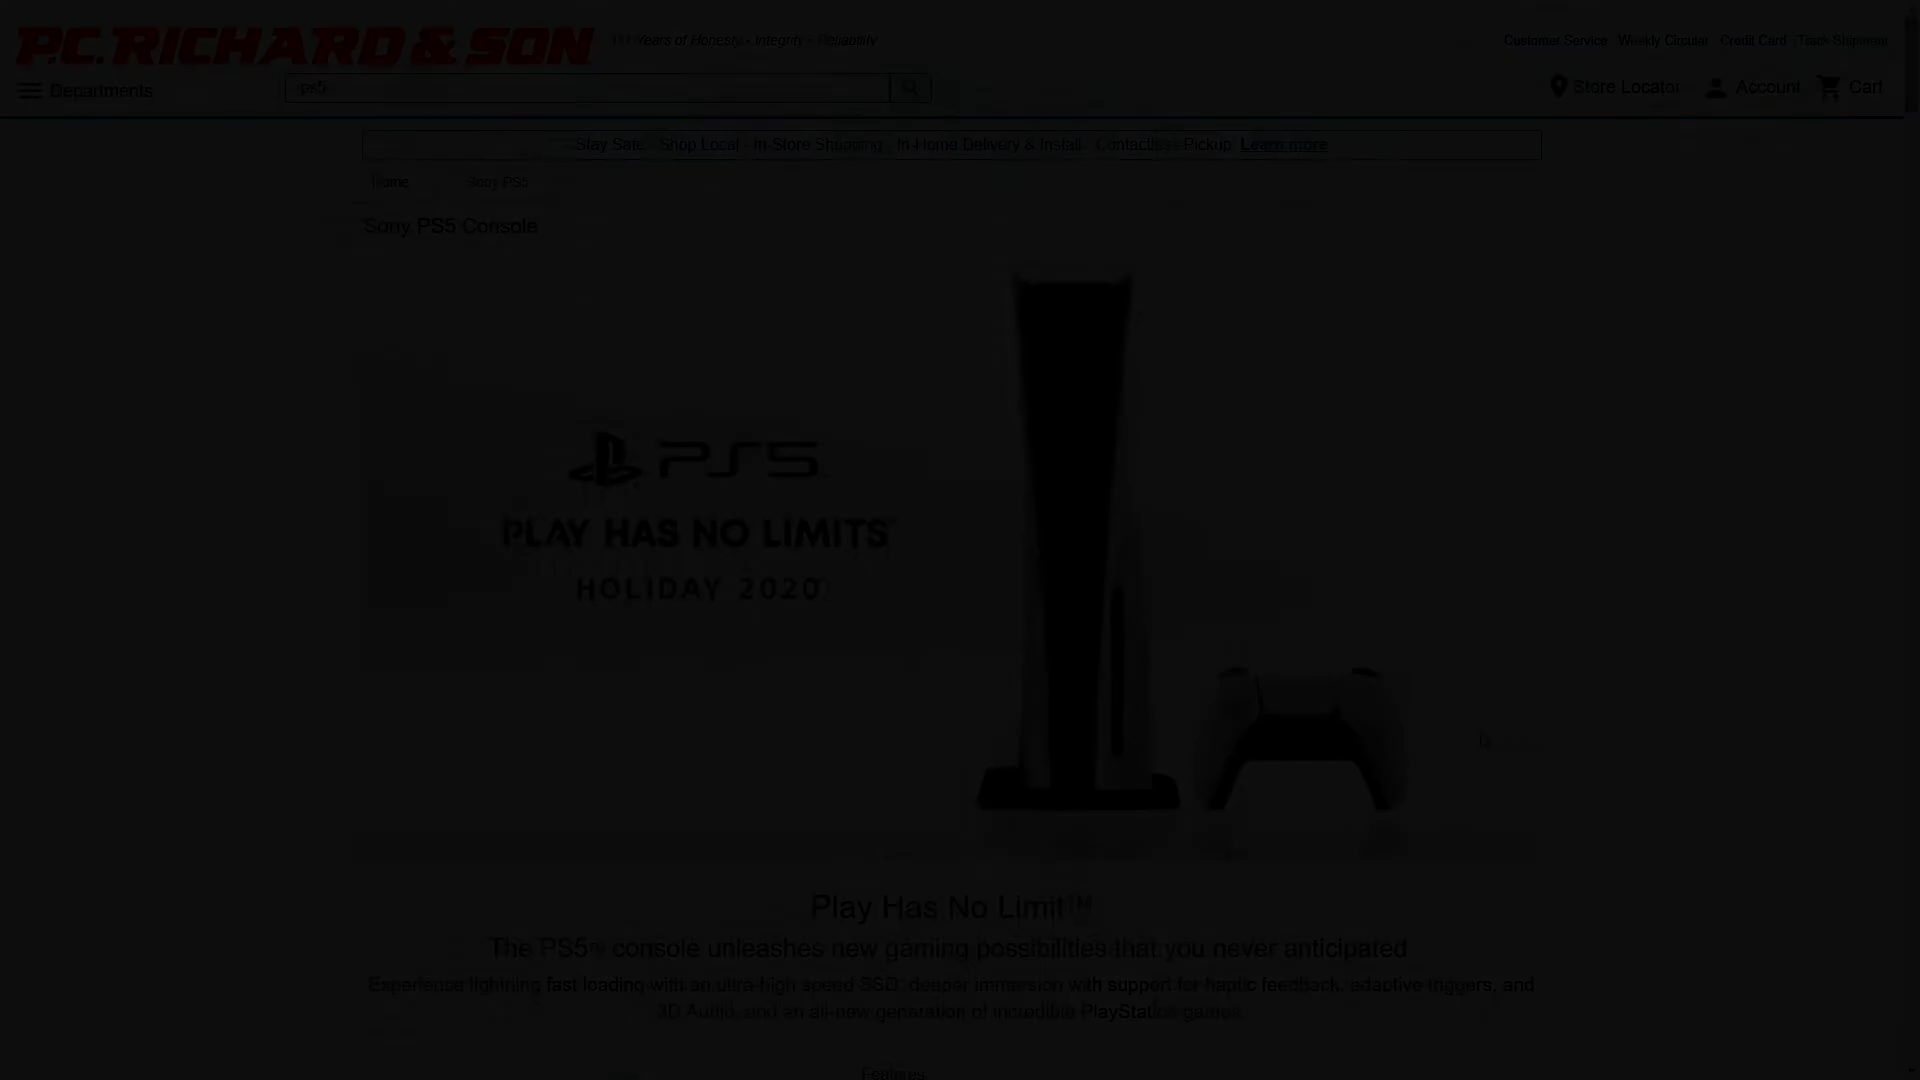 P.C. RICHARD & SON
Years of Honesty - Integrity - Reliability
Customer Service Weekly Circular Credit Card Track Shipment
Departments
ps5
Store Locator Account Cart
Stay Safe - Shop Local - In-Store Shopping - In-Home Delivery & Install - Contactless Pickup Learn more
Home Sony PS5
Sony PS5 Console
PS5
PLAY HAS NO LIMITS
HOLIDAY 2020
Play Has No Limit™
The PS5® console unleashes new gaming possibilities that you never anticipated
Experience lightning fast loading with an ultra-high speed SSD, deeper immersion with support for haptic feedback, adaptive triggers, and
3D Audio, and an all-new generation of incredible PlayStation games.
Features